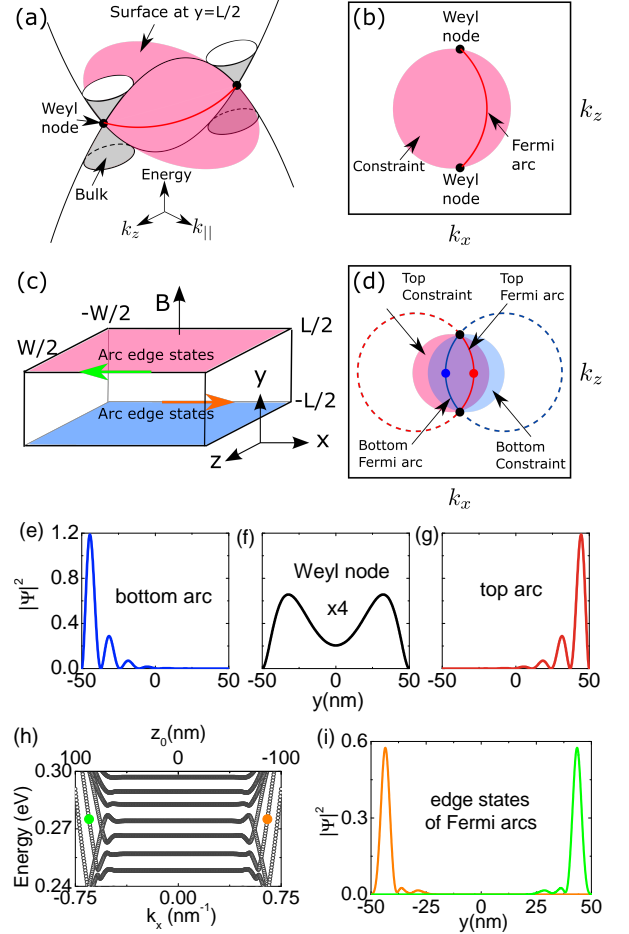 (a)
Surface at y=L/2
Weyl
node
Bulk
Energy
k_z
k_||
(b)
Weyl
node
Constraint
Fermi
arc
Weyl
node
k_z
k_x
(c)
B
-W/2
W/2
L/2
Arc edge states
Arc edge states
-L/2
y
x
z
(d)
Top
Constraint
Top
Fermi arc
Bottom
Fermi arc
Bottom
Constraint
k_z
k_x
(e)
1.2
0.8
0.4
0.0
|Ψ|²
bottom arc
-50 0 50
(f)
Weyl node
x4
-50 0 50
y(nm)
(g)
top arc
-50 0 50
(h)
z₀(nm)
100 0 -100
0.30
0.27
0.24
Energy (eV)
-0.75 0.00 0.75
k_x (nm⁻¹)
(i)
0.6
0.3
0.0
|Ψ|²
edge states
of Fermi arcs
-50 -25 0 25 50
y(nm)